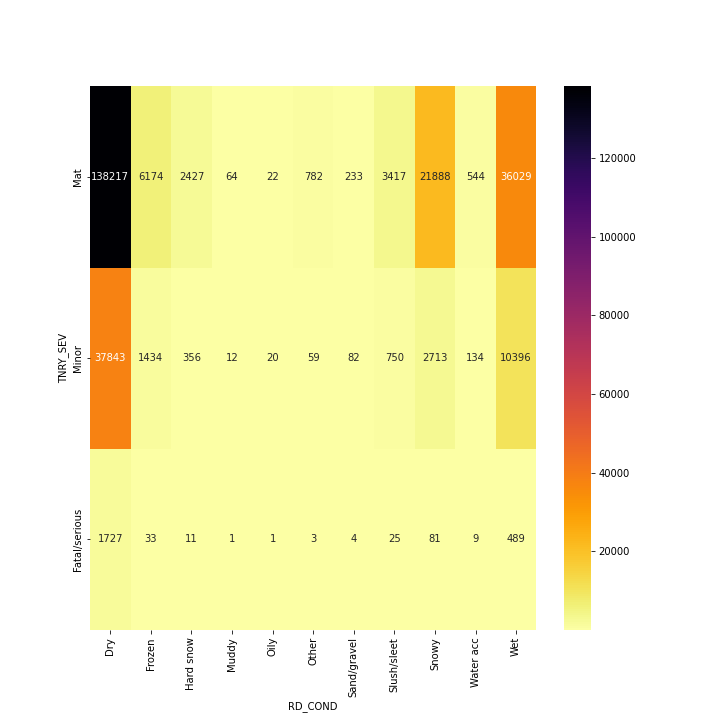 Mat 138217 6174 2427 64 22 782 233 3417 21888 544 36029
TNRY_SEV
Minor 37843 1434 356 12 20 59 82 750 2713 134 10396
Fatal/serious 1727 33 11 1 1 3 4 25 81 9 489
Dry Frozen Hard snow Muddy Oily Other Sand/gravel Slush/sleet Snowy Water acc Wet
RD_COND
120000
100000
80000
60000
40000
20000